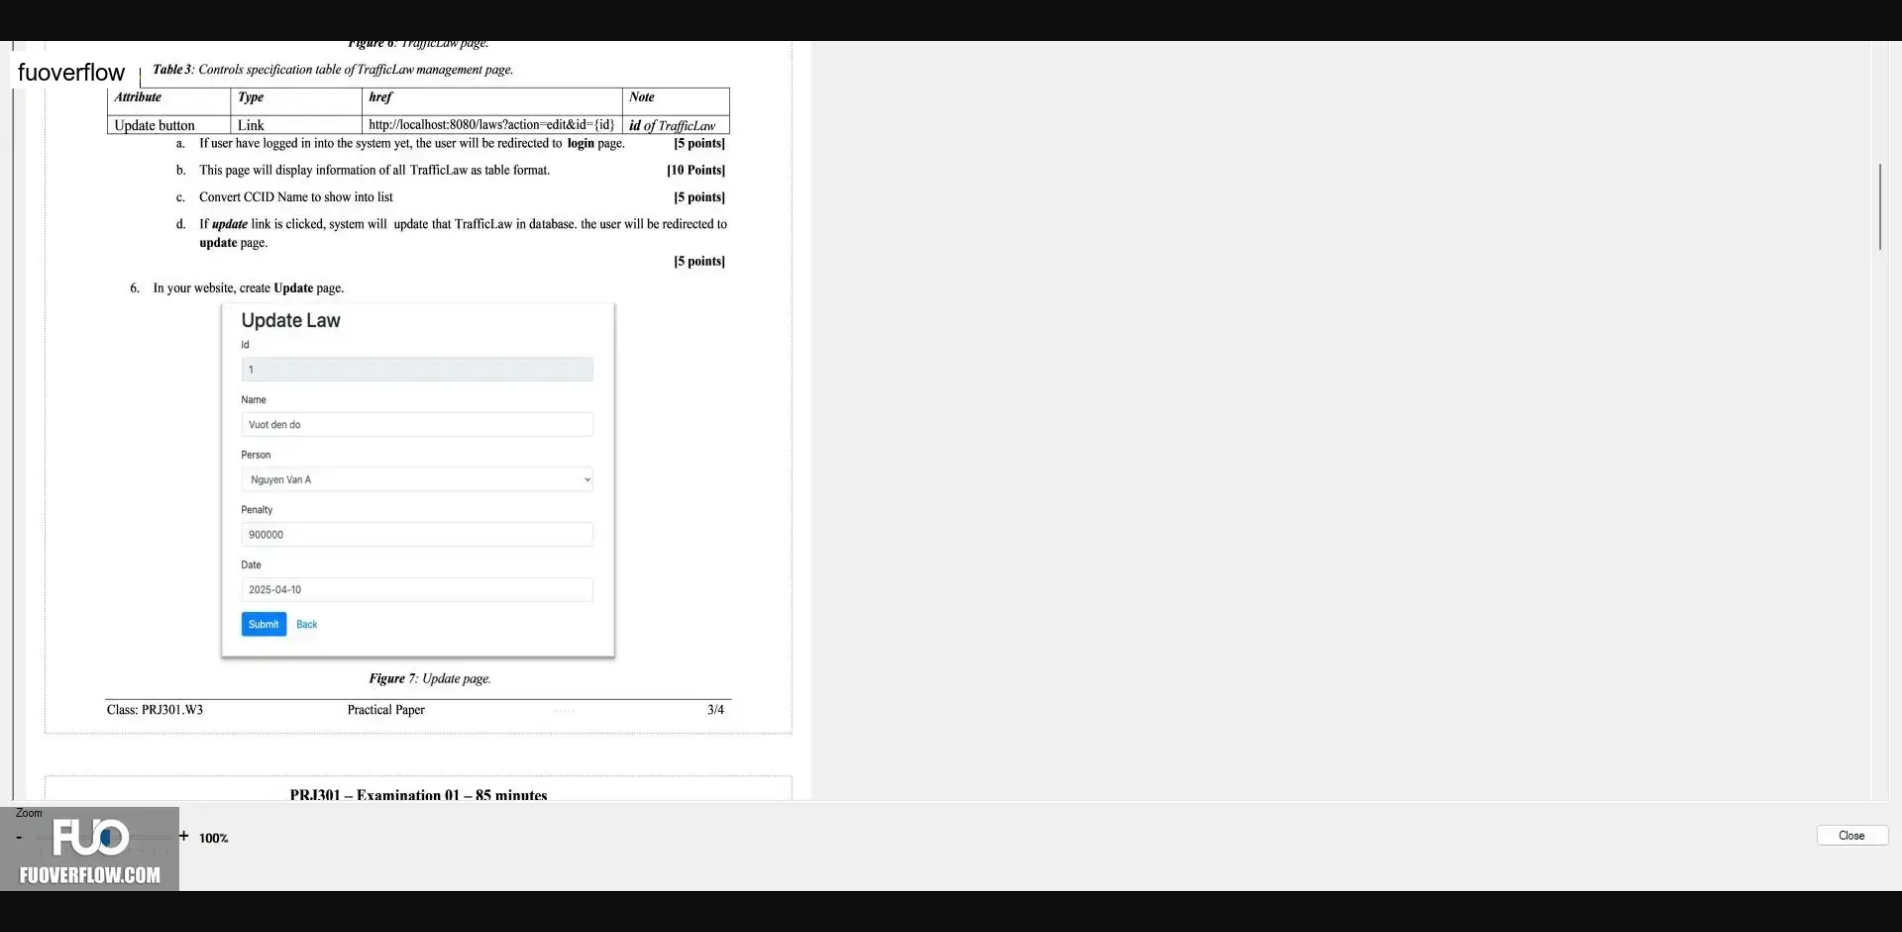 Figure 6: TrafficLaw page.
fuoverflow
Table 3: Controls specification table of TrafficLaw management page.
Attribute Type href Note
Update button Link http://localhost:8080/laws?action=edit&id={id} id of TrafficLaw
a. If user have logged in into the system yet, the user will be redirected to login page. [5 points]
b. This page will display information of all TrafficLaw as table format. [10 Points]
c. Convert CCID Name to show into list [5 points]
d. If update link is clicked, system will update that TrafficLaw in database. the user will be redirected to
update page.
[5 points]
6. In your website, create Update page.
Update Law
Id
1
Name
Vuot den do
Person
Nguyen Van A
Penalty
900000
Date
2025-04-10
Submit Back
Figure 7: Update page.
Class: PRJ301.W3 Practical Paper ..... 3/4
PRJ301 – Examination 01 – 85 minutes
Zoom
- + 100%
Close
FUO
FUOVERFLOW.COM